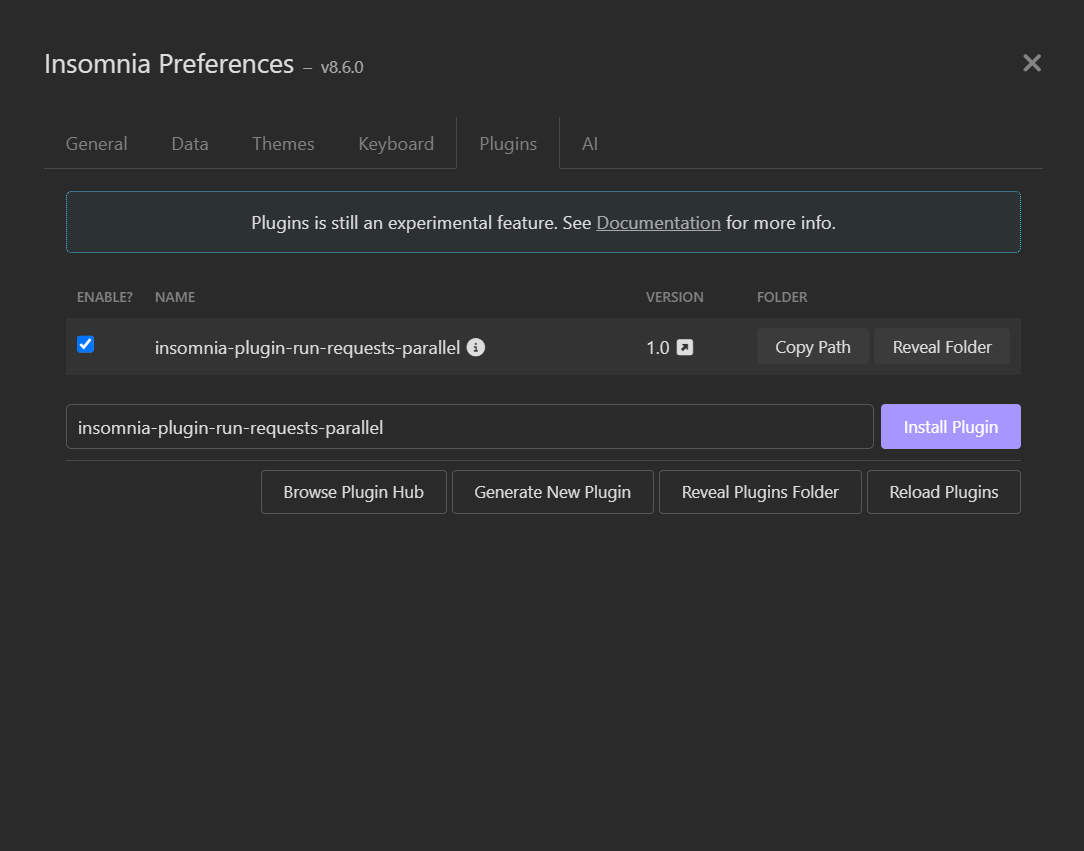 Insomnia Preferences – v8.6.0
General Data Themes Keyboard Plugins AI
Plugins is still an experimental feature. See Documentation for more info.
ENABLE? NAME VERSION FOLDER
insomnia-plugin-run-requests-parallel 1.0 Copy Path Reveal Folder
insomnia-plugin-run-requests-parallel Install Plugin
Browse Plugin Hub Generate New Plugin Reveal Plugins Folder Reload Plugins